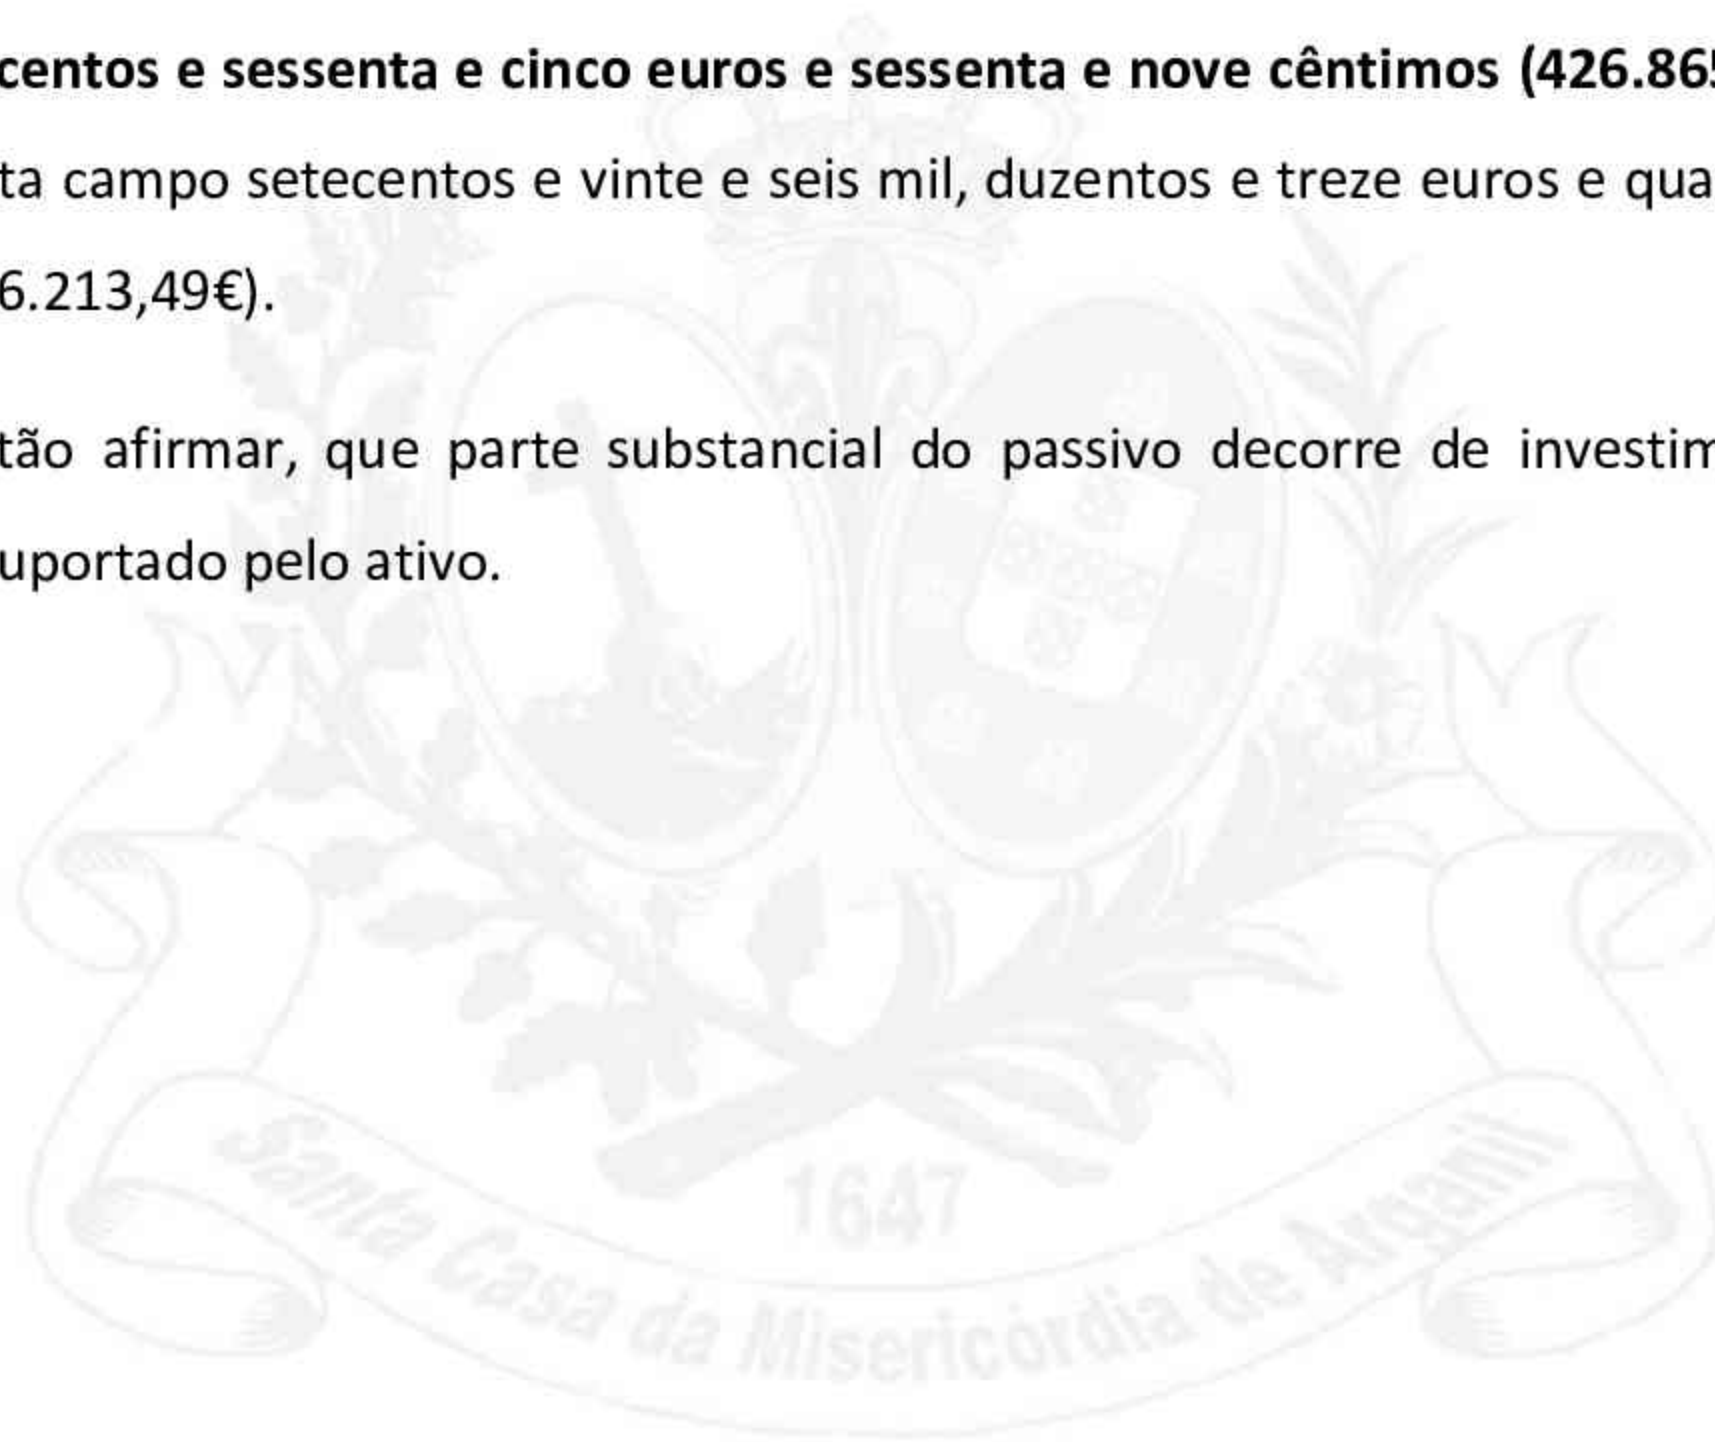 centos e sessenta e cinco euros e sessenta e nove cêntimos (426.865
ta campo setecentos e vinte e seis mil, duzentos e treze euros e qua
6.213,49€).
tão afirmar, que parte substancial do passivo decorre de investim
uportado pelo ativo.
1647
Santa Casa da Misericórdia de Arganil